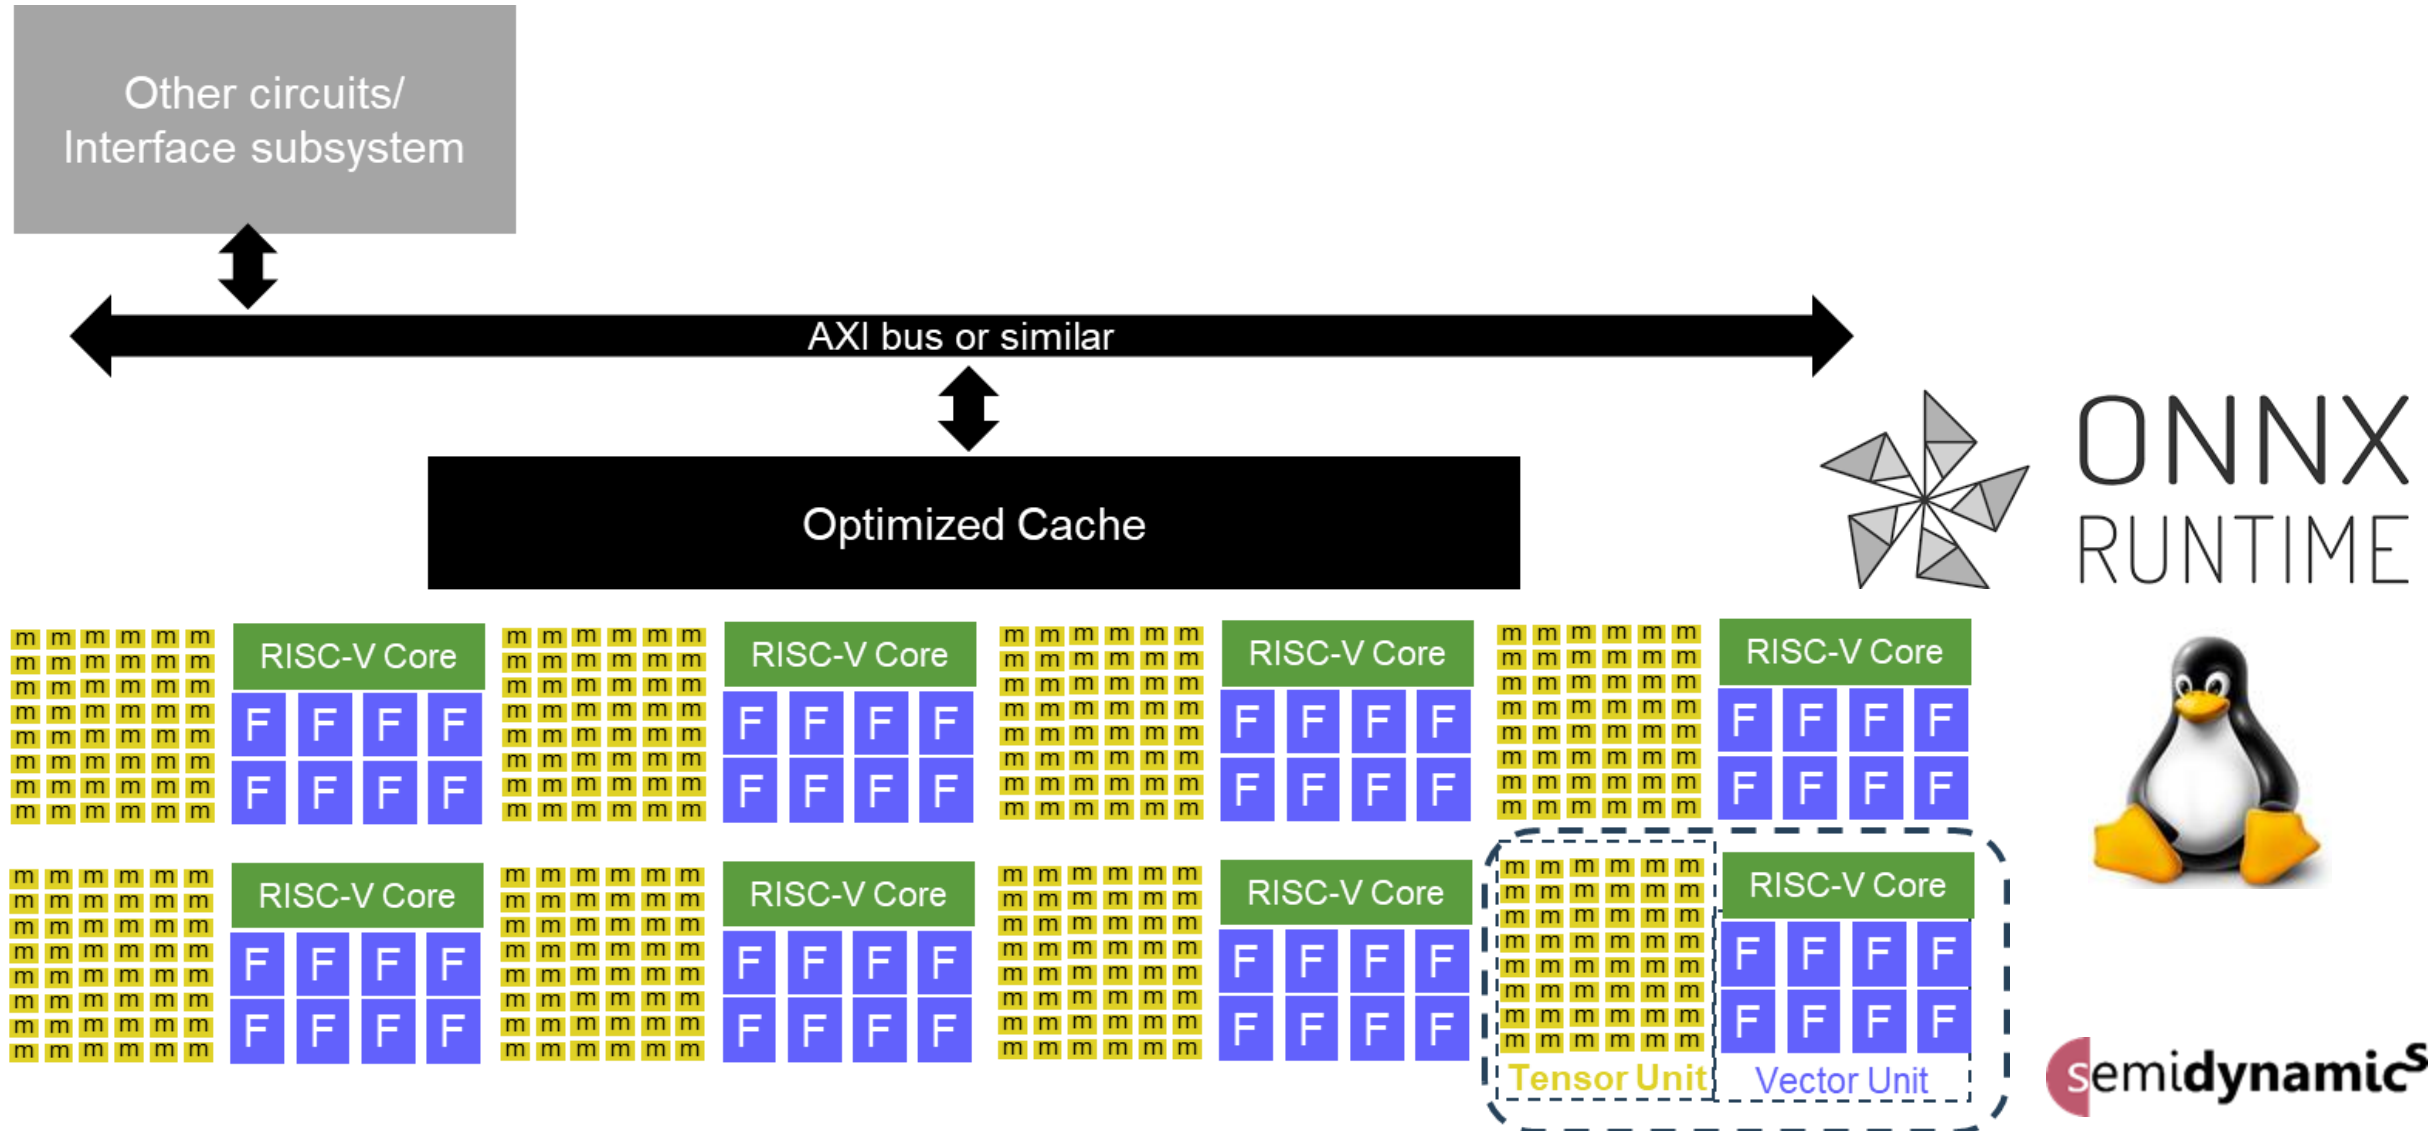 Other circuits/
Interface subsystem
AXI bus or similar
ONNX
RUNTIME
Optimized Cache
m m m m m m
m m m m m m
m m m m m m
m m m m m m
m m m m m m
m m m m m m
m m m m m m
m m m m m m
RISC-V Core
F F F F
F F F F
m m m m m m
m m m m m m
m m m m m m
m m m m m m
m m m m m m
m m m m m m
m m m m m m
m m m m m m
RISC-V Core
F F F F
F F F F
m m m m m m
m m m m m m
m m m m m m
m m m m m m
m m m m m m
m m m m m m
m m m m m m
m m m m m m
RISC-V Core
F F F F
F F F F
m m m m m m
m m m m m m
m m m m m m
m m m m m m
m m m m m m
m m m m m m
m m m m m m
m m m m m m
RISC-V Core
F F F F
F F F F
m m m m m m
m m m m m m
m m m m m m
m m m m m m
m m m m m m
m m m m m m
m m m m m m
m m m m m m
RISC-V Core
F F F F
F F F F
m m m m m m
m m m m m m
m m m m m m
m m m m m m
m m m m m m
m m m m m m
m m m m m m
m m m m m m
RISC-V Core
F F F F
F F F F
m m m m m m
m m m m m m
m m m m m m
m m m m m m
m m m m m m
m m m m m m
m m m m m m
m m m m m m
RISC-V Core
F F F F
F F F F
m m m m m m
m m m m m m
m m m m m m
m m m m m m
m m m m m m
m m m m m m
m m m m m m
m m m m m m
RISC-V Core
F F F F
F F F F
Tensor Unit
Vector Unit
semidynamics